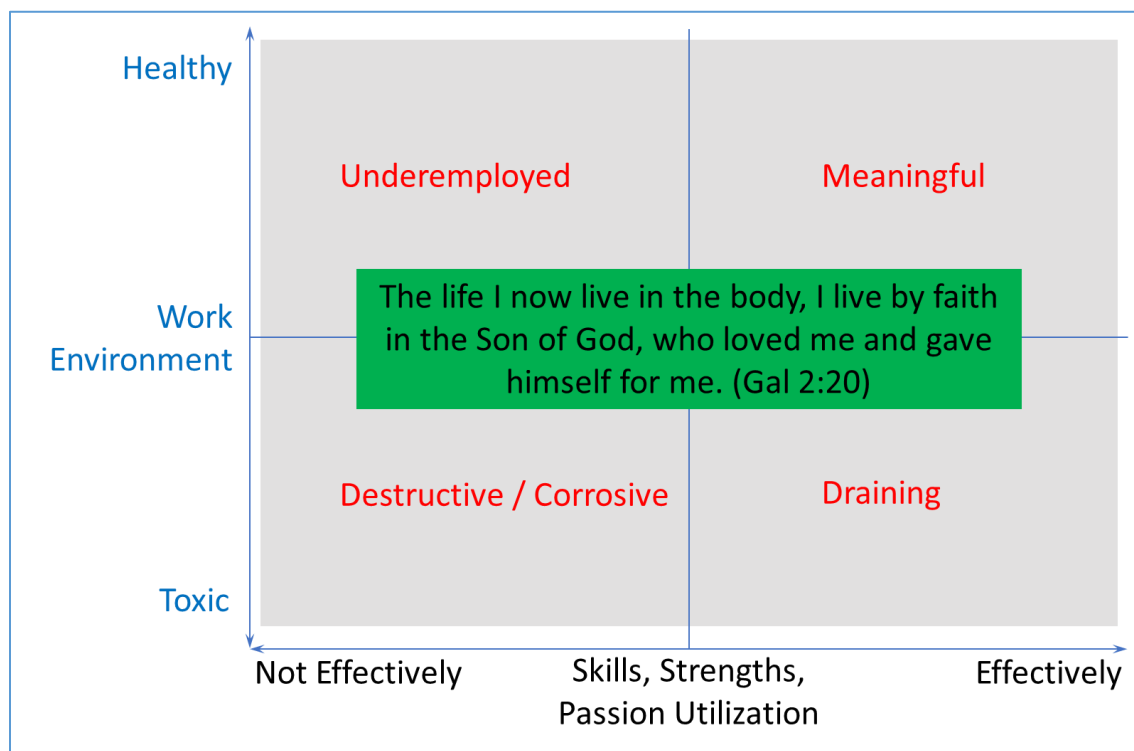 Healthy
Underemployed
Meaningful
Work
Environment
The life I now live in the body, I live by faith
in the Son of God, who loved me and gave
himself for me. (Gal 2:20)
Destructive / Corrosive
Draining
Toxic
Not Effectively
Skills, Strengths,
Passion Utilization
Effectively